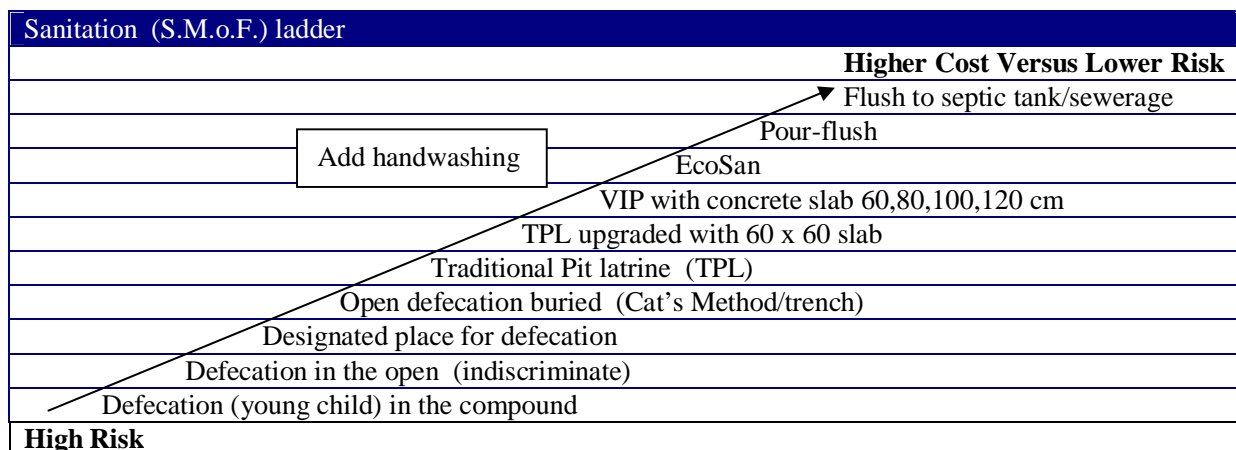 Sanitation (S.M.o.F.) ladder
Higher Cost Versus Lower Risk
Flush to septic tank/sewerage
Pour-flush
Add handwashing
EcoSan
VIP with concrete slab 60,80,100,120 cm
TPL upgraded with 60 x 60 slab
Traditional Pit latrine (TPL)
Open defecation buried (Cat’s Method/trench)
Designated place for defecation
Defecation in the open (indiscriminate)
Defecation (young child) in the compound
High Risk